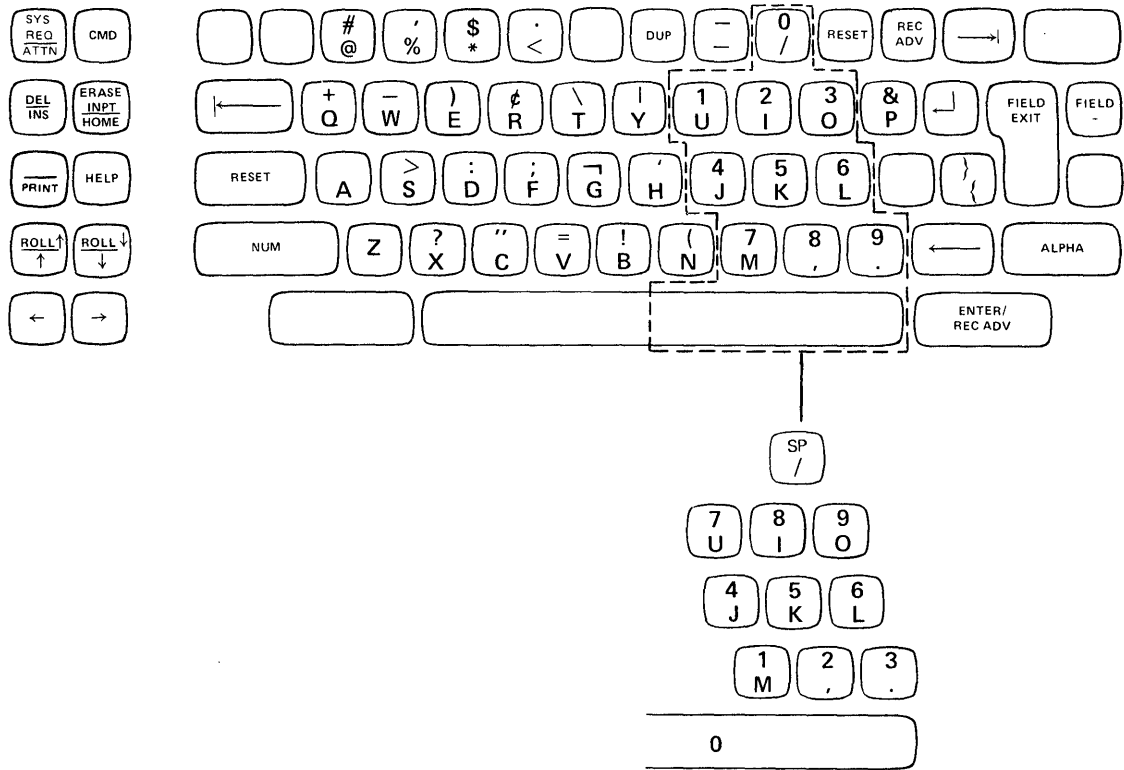 SYS REQ ATTN CMD # @ ' % $ * . < DUP — – 0 / RESET REC ADV →|
DEL INS ERASE INPT HOME |← + Q – W ) E ¢ R \ T | Y 1 U 2 I 3 O & P ↵ FIELD EXIT FIELD -
PRINT HELP RESET A > S : D ; F ¬ G ' H 4 J 5 K 6 L } {
ROLL↑ ↑ ROLL↓ ↓ NUM Z ? X " C = V ! B ( N 7 M 8 , 9 . ← ALPHA
← → ENTER/ REC ADV
SP /
7 U 8 I 9 O
4 J 5 K 6 L
1 M 2 , 3 .
0